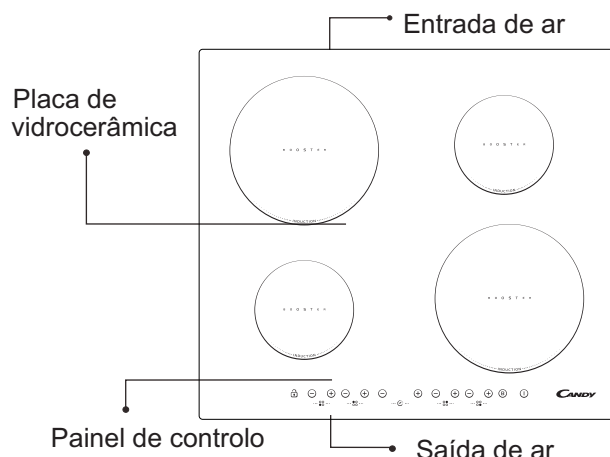 Entrada de ar
Placa de
vidrocerâmica
BOOSTER
BOOSTER
INDUCTION
INDUCTION
BOOSTER
BOOSTER
INDUCTION
INDUCTION
B
CANDY
Painel de controlo
Saída de ar